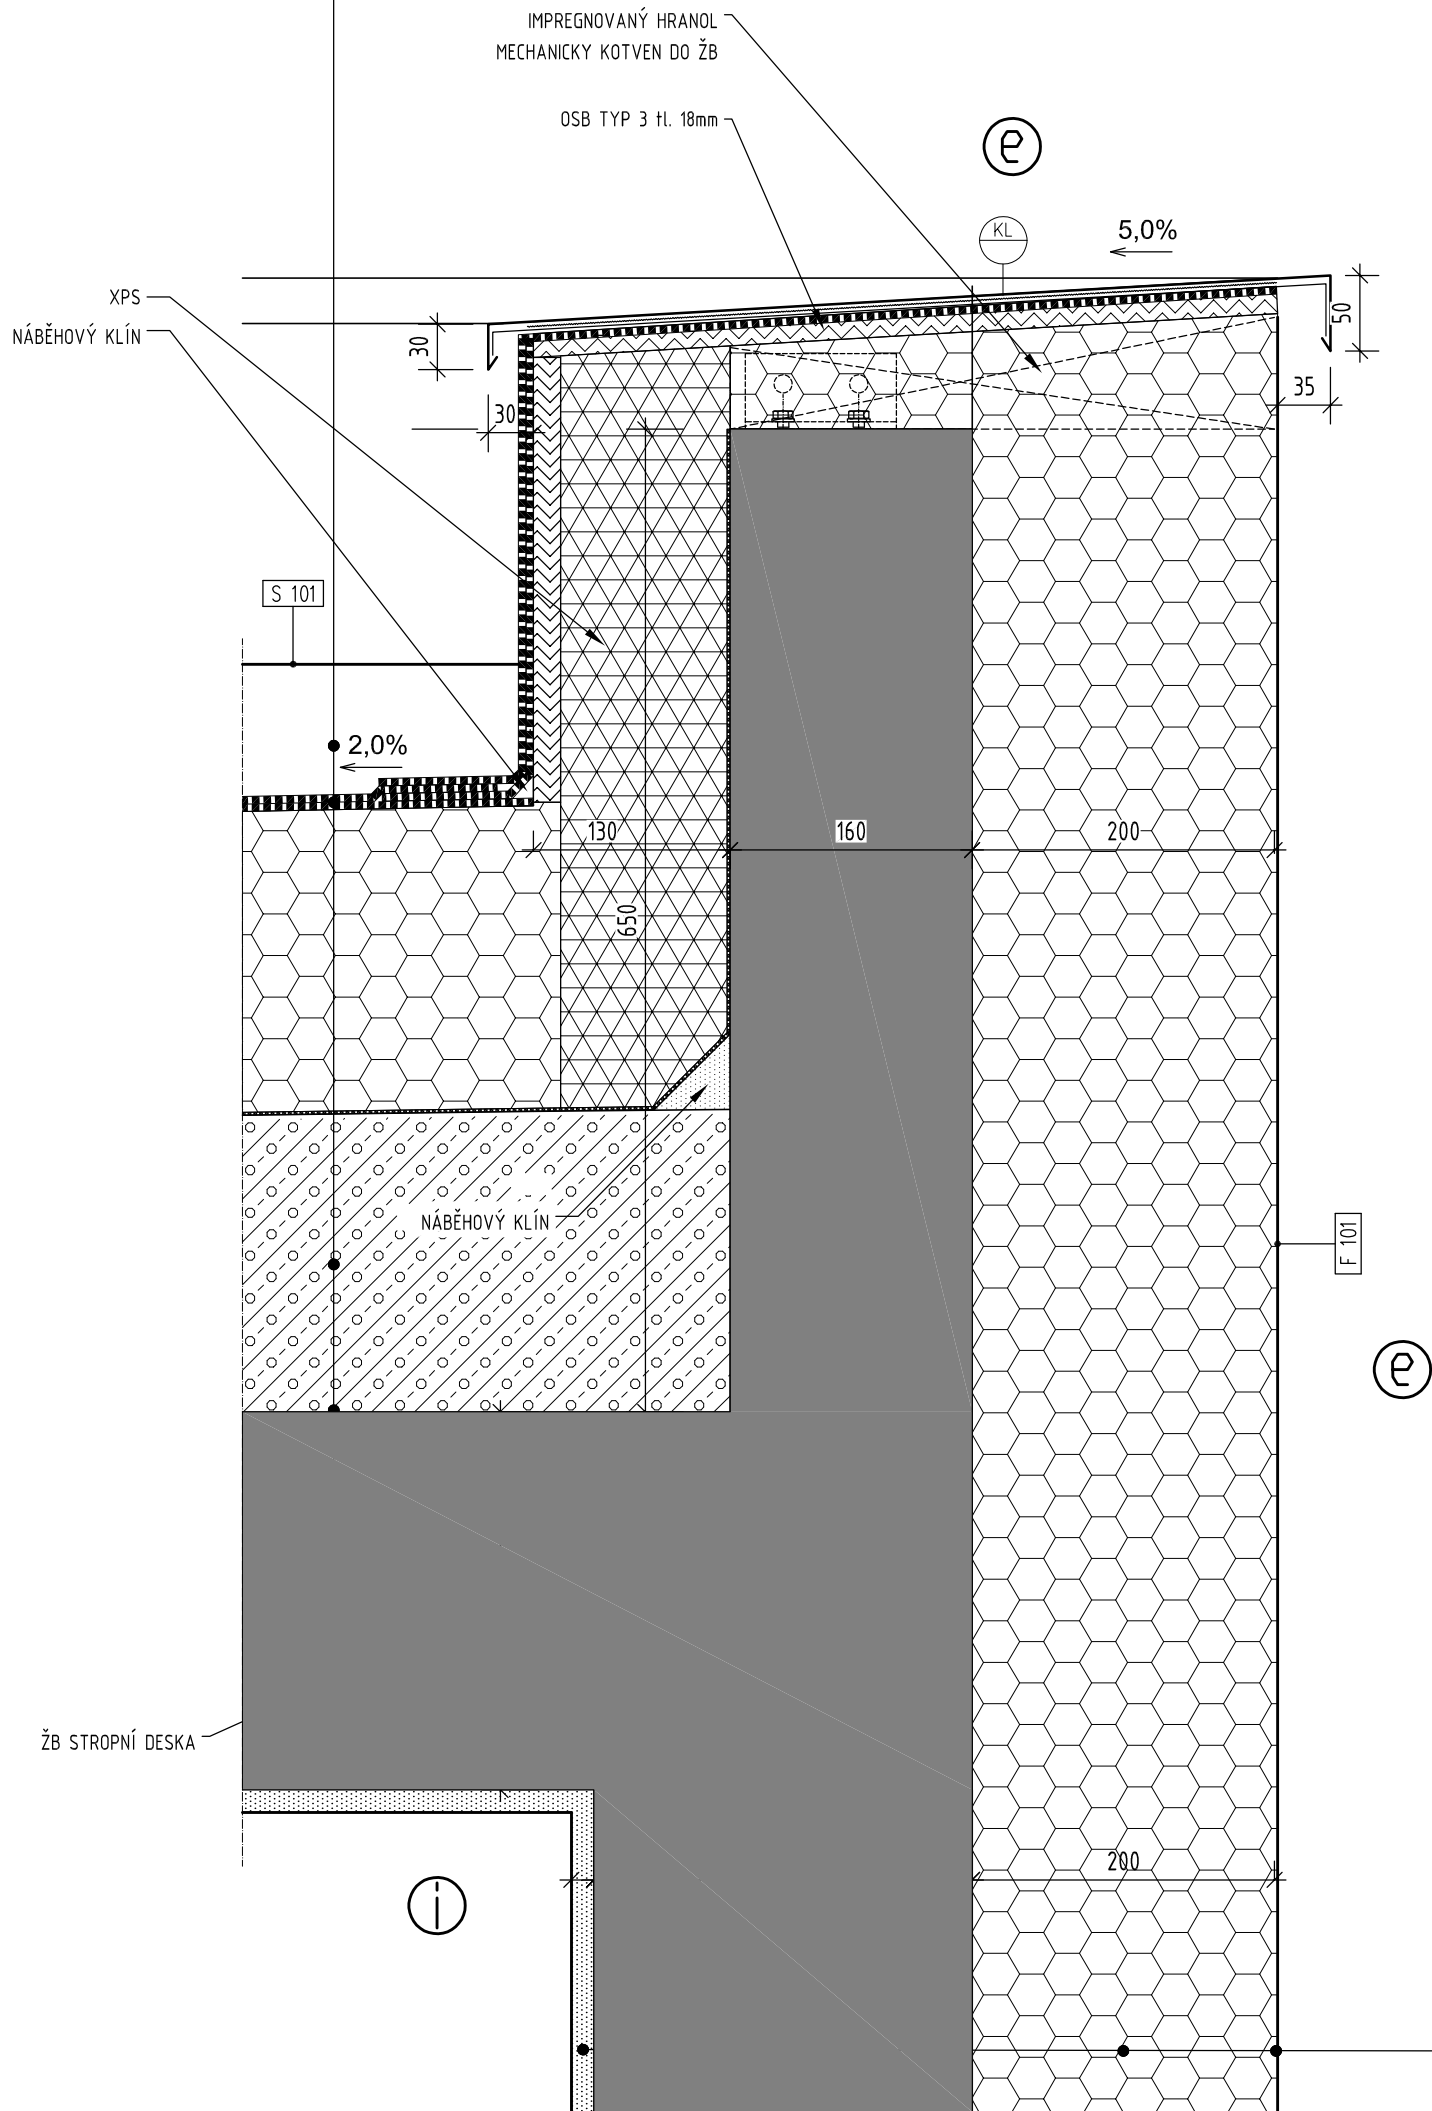 IMPREGNOVANÝ HRANOL
MECHANICKY KOTVEN DO ŽB
OSB TYP 3 tl. 18mm
e
KL
5,0%
XPS
NÁBĚHOVÝ KLÍN
30
50
35
30
S 101
2,0%
130
160
200
650
NÁBĚHOVÝ KLÍN
F 101
e
ŽB STROPNÍ DESKA
200
i